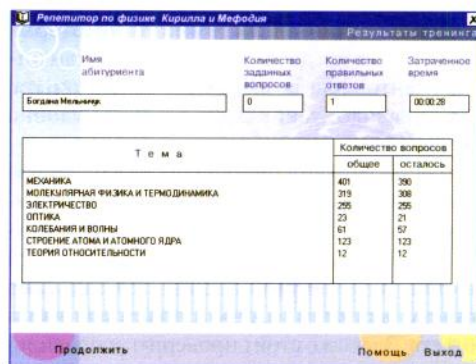 Репетитор по физике Кирилла и Мефодия
Результаты тренинга
Имя абитуриента
Количество заданных вопросов
Количество правильных ответов
Затраченное время
Богдана Мельничук
0
1
00:00:28
Тема
Количество вопросов
общее осталось
МЕХАНИКА 401 390
МОЛЕКУЛЯРНАЯ ФИЗИКА И ТЕРМОДИНАМИКА 319 308
ЭЛЕКТРИЧЕСТВО 255 255
ОПТИКА 23 21
КОЛЕБАНИЯ И ВОЛНЫ 61 57
СТРОЕНИЕ АТОМА И АТОМНОГО ЯДРА 123 123
ТЕОРИЯ ОТНОСИТЕЛЬНОСТИ 12 12
Продолжить
Помощь Выход